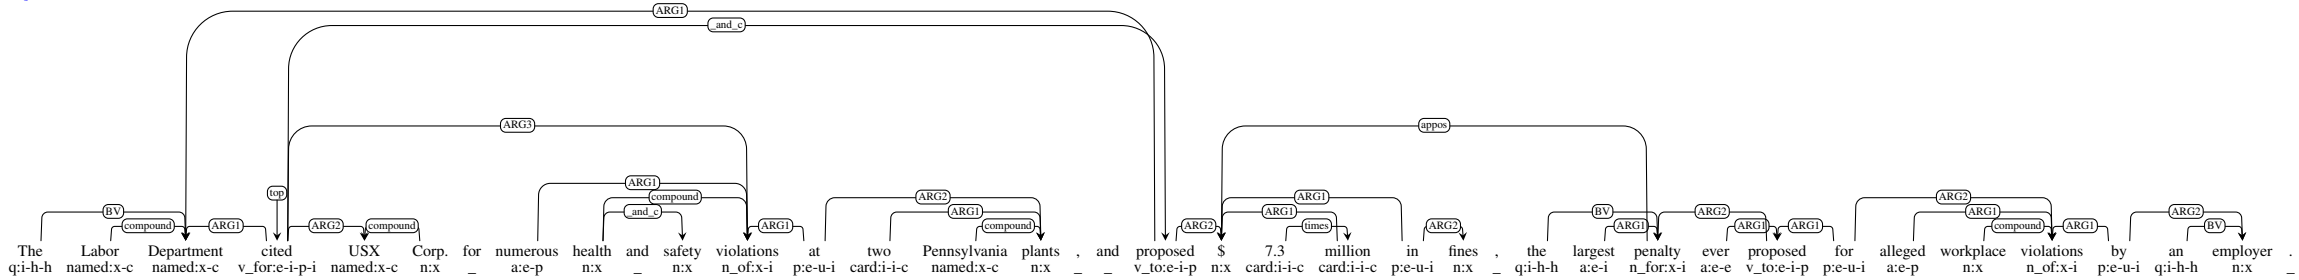 ARG1
_and_c
ARG3 appos
top ARG1 compound _and_c ARG2 ARG1 ARG1 ARG1 ARG2 ARG1
BV compound ARG1 ARG2 compound ARG1 compound ARG2 times ARG2 BV ARG1 ARG2 ARG1 ARG1 compound ARG1 ARG2 BV
The Labor Department cited USX Corp. for numerous health and safety violations at two Pennsylvania plants , and proposed $ 7.3 million in fines , the largest penalty ever proposed for alleged workplace violations by an employer .
q:i-h-h named:x-c named:x-c v_for:e-i-p-i named:x-c n:x _ a:e-p n:x _ n:x n_of:x-i p:e-u-i card:i-i-c named:x-c n:x _ _ v_to:e-i-p n:x card:i-i-c card:i-i-c p:e-u-i n:x _ q:i-h-h a:e-i n_for:x-i a:e-e v_to:e-i-p p:e-u-i a:e-p n:x n_of:x-i p:e-u-i q:i-h-h n:x _